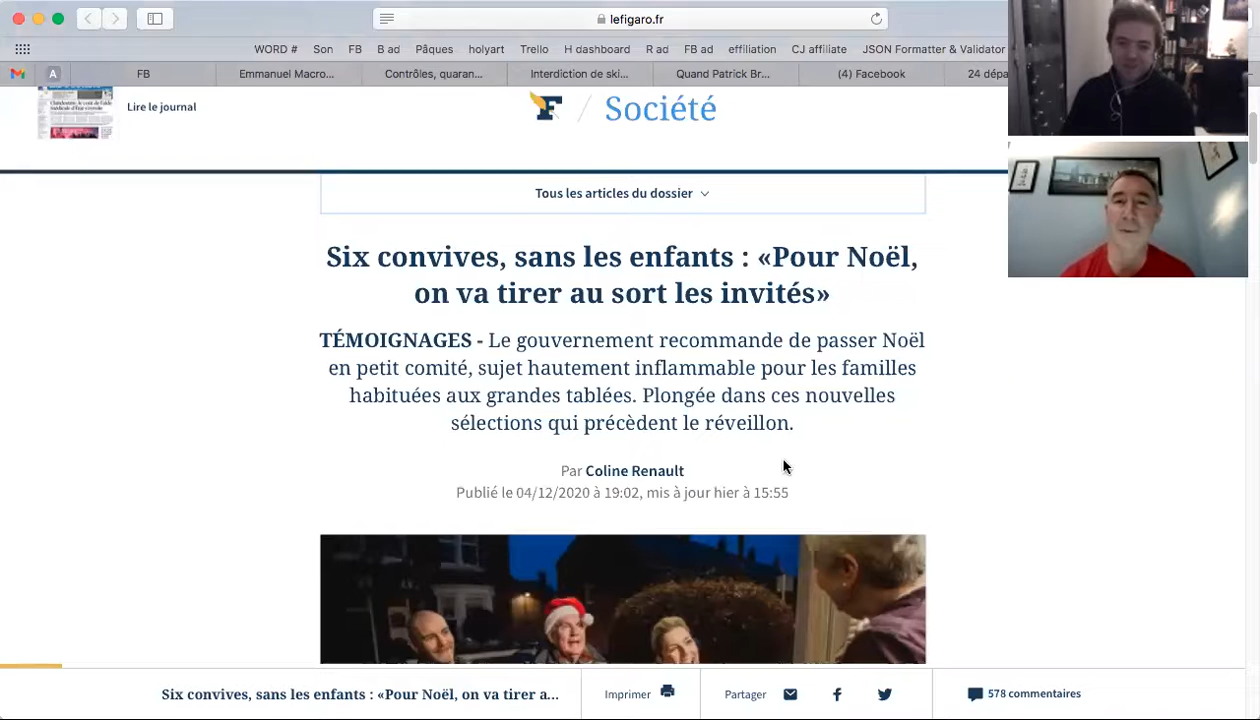 lefigaro.fr
WORD # Son FB B ad Pâques holyart Trello H dashboard R ad FB ad effiliation CJ affiliate JSON Formatter & Validator
A FB Emmanuel Macro... Contrôles, quaran... Interdiction de ski... Quand Patrick Br... (4) Facebook 24 dépa
Lire le journal
F / Société
Tous les articles du dossier
Six convives, sans les enfants : «Pour Noël,
on va tirer au sort les invités»
TÉMOIGNAGES - Le gouvernement recommande de passer Noël
en petit comité, sujet hautement inflammable pour les familles
habituées aux grandes tablées. Plongée dans ces nouvelles
sélections qui précèdent le réveillon.
Par Coline Renault
Publié le 04/12/2020 à 19:02, mis à jour hier à 15:55
Six convives, sans les enfants : «Pour Noël, on va tirer a... Imprimer Partager 578 commentaires